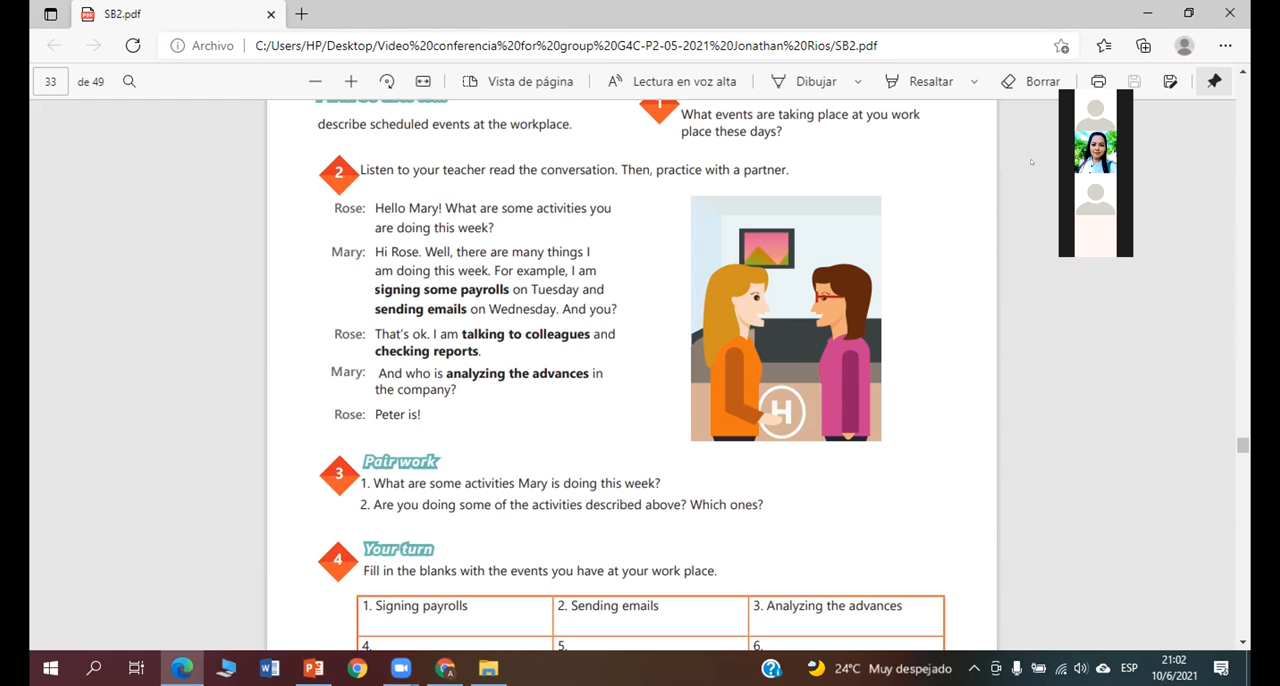 SB2.pdf
Archivo C:/Users/HP/Desktop/Video%20conferencia%20for%20group%20G4C-P2-05-2021%20Jonathan%20Rios/SB2.pdf
33 de 49 Vista de página Lectura en voz alta Dibujar Resaltar Borrar
1
What events are taking place at you work
place these days?
describe scheduled events at the workplace.
2 Listen to your teacher read the conversation. Then, practice with a partner.
Rose: Hello Mary! What are some activities you
are doing this week?
Mary: Hi Rose. Well, there are many things I
am doing this week. For example, I am
signing some payrolls on Tuesday and
sending emails on Wednesday. And you?
Rose: That's ok. I am talking to colleagues and
checking reports.
Mary: And who is analyzing the advances in
the company?
Rose: Peter is!
H
3 Pair work
1. What are some activities Mary is doing this week?
2. Are you doing some of the activities described above? Which ones?
4 Your turn
Fill in the blanks with the events you have at your work place.
1. Signing payrolls 2. Sending emails 3. Analyzing the advances
4. 5. 6.
24°C Muy despejado ESP
21:02
10/6/2021